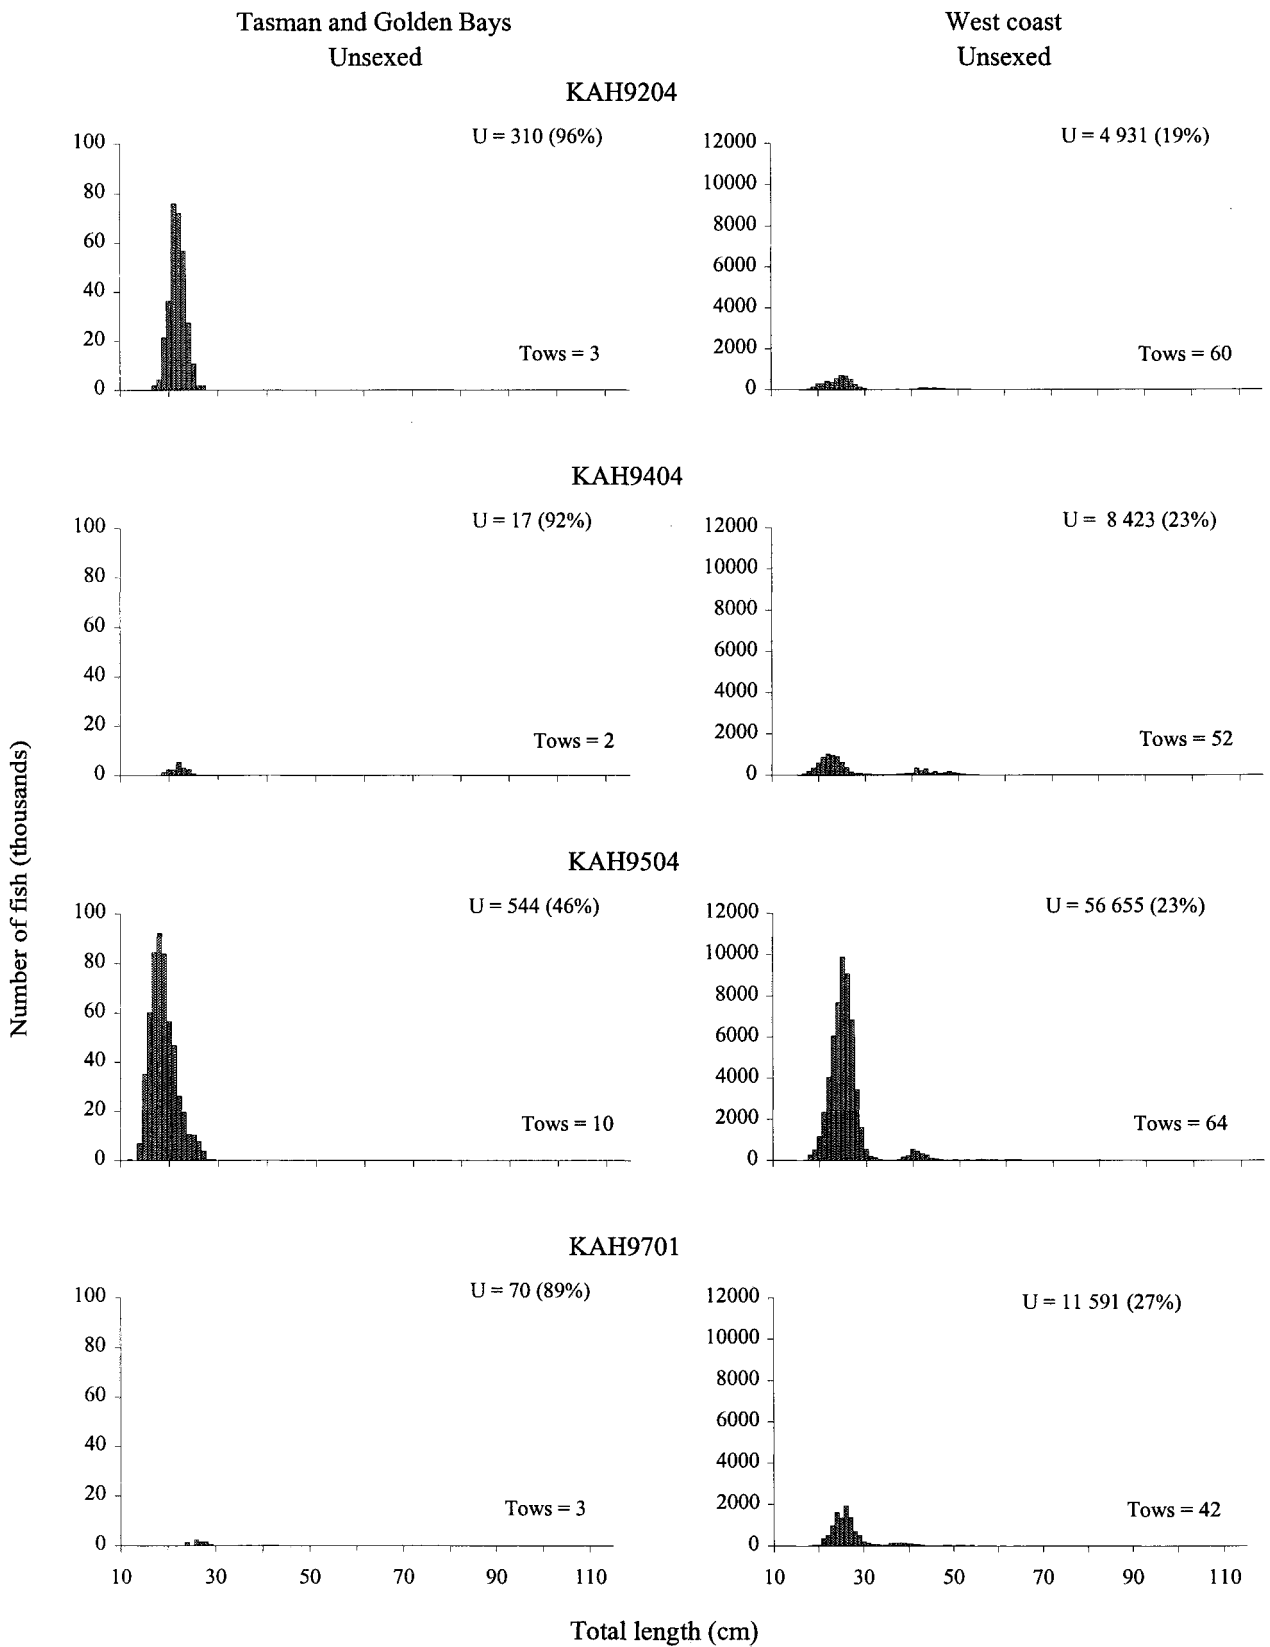 Tasman and Golden Bays
Unsexed
West coast
Unsexed
KAH9204
U = 310 (96%)
100
80
60
40
20
0
Tows = 3
U = 4 931 (19%)
12000
10000
8000
6000
4000
2000
0
Tows = 60
KAH9404
U = 17 (92%)
100
80
60
40
20
0
Tows = 2
U = 8 423 (23%)
12000
10000
8000
6000
4000
2000
0
Tows = 52
Number of fish (thousands)
KAH9504
U = 544 (46%)
100
80
60
40
20
0
Tows = 10
U = 56 655 (23%)
12000
10000
8000
6000
4000
2000
0
Tows = 64
KAH9701
U = 70 (89%)
100
80
60
40
20
0
Tows = 3
10 30 50 70 90 110
U = 11 591 (27%)
12000
10000
8000
6000
4000
2000
0
Tows = 42
10 30 50 70 90 110
Total length (cm)